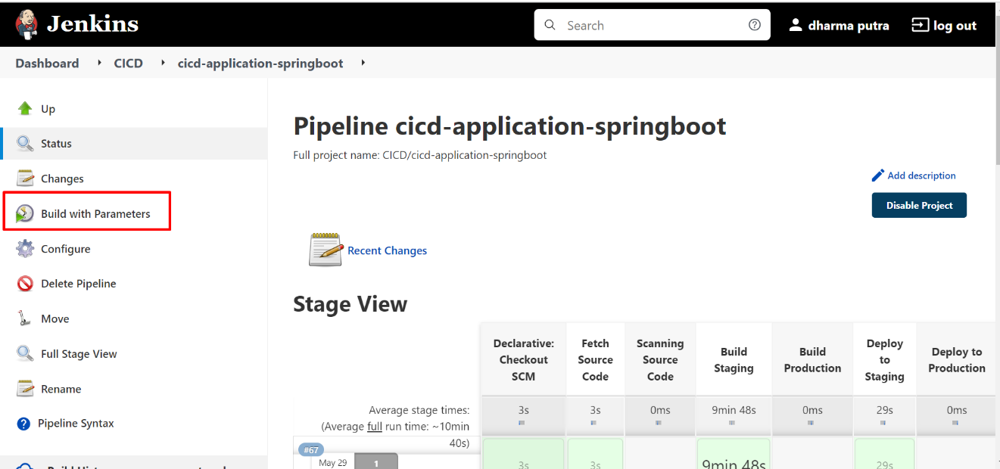 Jenkins
Search
dharma putra
log out
Dashboard
CICD
cicd-application-springboot
Up
Status
Changes
Build with Parameters
Configure
Delete Pipeline
Move
Full Stage View
Rename
Pipeline Syntax
Pipeline cicd-application-springboot
Full project name: CICD/cicd-application-springboot
Add description
Disable Project
Recent Changes
Stage View
Declarative:
Checkout
SCM
Fetch
Source
Code
Scanning
Source
Code
Build
Staging
Build
Production
Deploy
to
Staging
Deploy to
Production
Average stage times:
(Average full run time: ~10min
40s)
3s
3s
0ms
9min 48s
0ms
29s
0ms
#67
May 29
1
3s
3s
9min 48s
29s